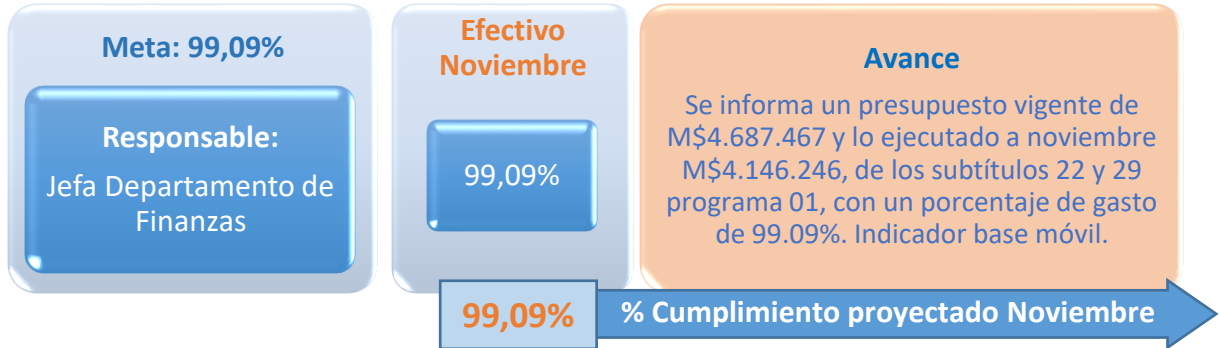 Meta: 99,09%
Responsable:
Jefa Departamento de
Finanzas
Efectivo
Noviembre
99,09%
Avance
Se informa un presupuesto vigente de
M$4.687.467 y lo ejecutado a noviembre
M$4.146.246, de los subtítulos 22 y 29
programa 01, con un porcentaje de gasto
de 99.09%. Indicador base móvil.
99,09%
% Cumplimiento proyectado Noviembre